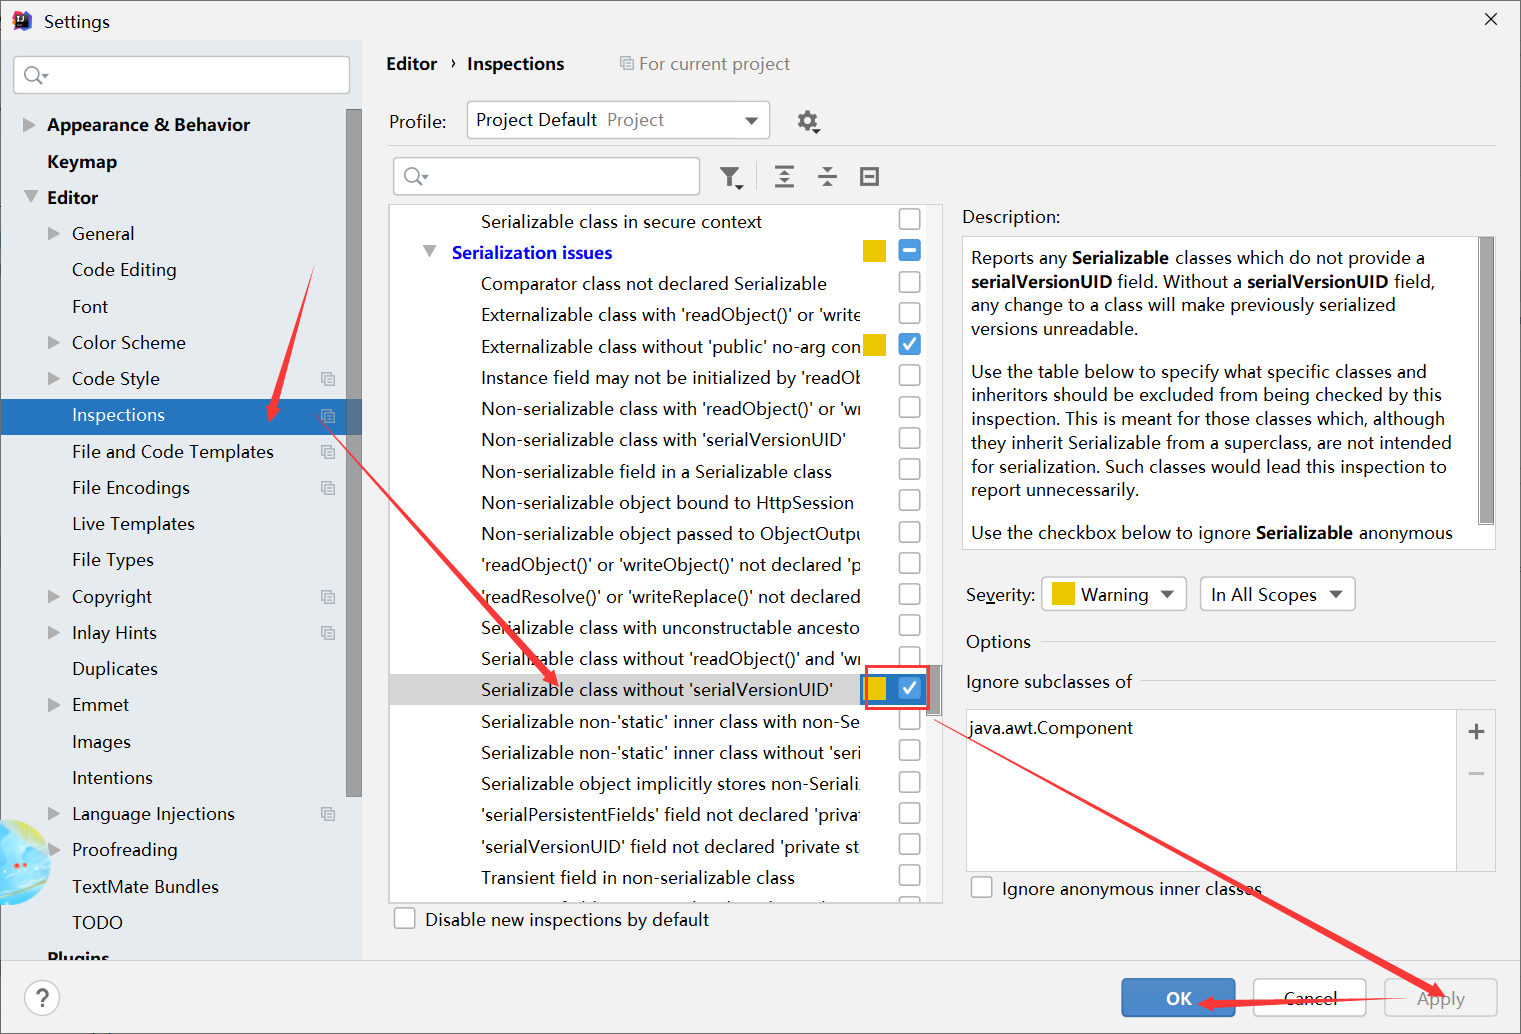 Settings
Appearance & Behavior
Keymap
Editor
General
Code Editing
Font
Color Scheme
Code Style
Inspections
File and Code Templates
File Encodings
Live Templates
File Types
Copyright
Inlay Hints
Duplicates
Emmet
Images
Intentions
Language Injections
Proofreading
TextMate Bundles
TODO
Plugins
Editor › Inspections For current project
Profile: Project Default Project
Serializable class in secure context
Serialization issues
Comparator class not declared Serializable
Externalizable class with 'readObject()' or 'write
Externalizable class without 'public' no-arg con
Instance field may not be initialized by 'readOb
Non-serializable class with 'readObject()' or 'wr
Non-serializable class with 'serialVersionUID'
Non-serializable field in a Serializable class
Non-serializable object bound to HttpSession
Non-serializable object passed to ObjectOutpu
'readObject()' or 'writeObject()' not declared 'p
'readResolve()' or 'writeReplace()' not declared
Serializable class with unconstructable ancesto
Serializable class without 'readObject()' and 'wr
Serializable class without 'serialVersionUID'
Serializable non-'static' inner class with non-Se
Serializable non-'static' inner class without 'seri
Serializable object implicitly stores non-Seriali
'serialPersistentFields' field not declared 'privat
'serialVersionUID' field not declared 'private st
Transient field in non-serializable class
Disable new inspections by default
Description:
Reports any Serializable classes which do not provide a
serialVersionUID field. Without a serialVersionUID field,
any change to a class will make previously serialized
versions unreadable.
Use the table below to specify what specific classes and
inheritors should be excluded from being checked by this
inspection. This is meant for those classes which, although
they inherit Serializable from a superclass, are not intended
for serialization. Such classes would lead this inspection to
report unnecessarily.
Use the checkbox below to ignore Serializable anonymous
Severity: Warning In All Scopes
Options
Ignore subclasses of
java.awt.Component
Ignore anonymous inner classes
? OK Cancel Apply